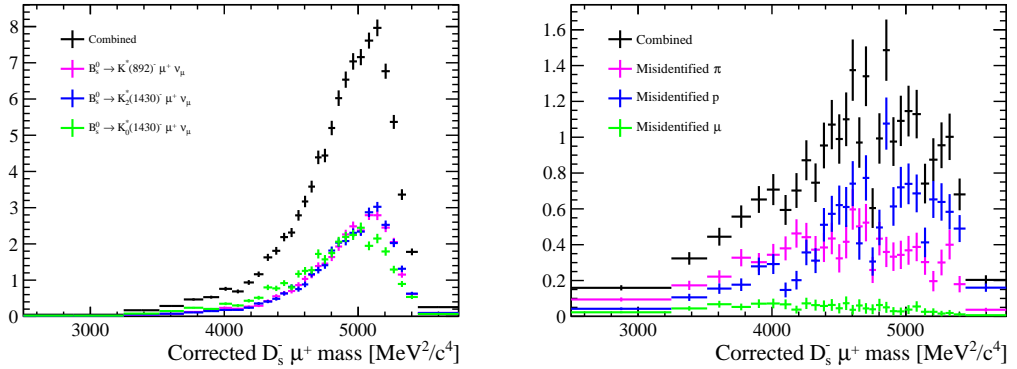 8
7
6
5
4
3
2
1
0
Combined
B⁰ₛ → K*(892)⁻ μ⁺ ν_μ
B⁰ₛ → K*₂(1430)⁻ μ⁺ ν_μ
B⁰ₛ → K*₀(1430)⁻ μ⁺ ν_μ
3000 4000 5000
Corrected D⁻ₛ μ⁺ mass [MeV²/c⁴]
1.6
1.4
1.2
1
0.8
0.6
0.4
0.2
0
Combined
Misidentified π
Misidentified p
Misidentified μ
3000 4000 5000
Corrected D⁻ₛ μ⁺ mass [MeV²/c⁴]